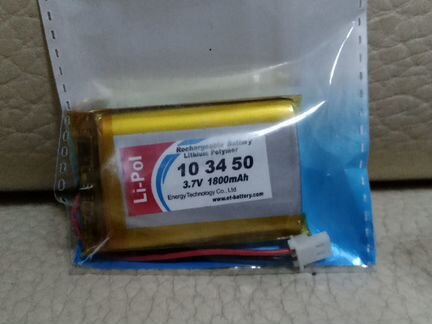 Li-Pol
Rechargeable Battery
Lithium Polymer
10 34 50
3.7V 1800mAh
Energy Technology Co., Ltd
www.et-battery.com